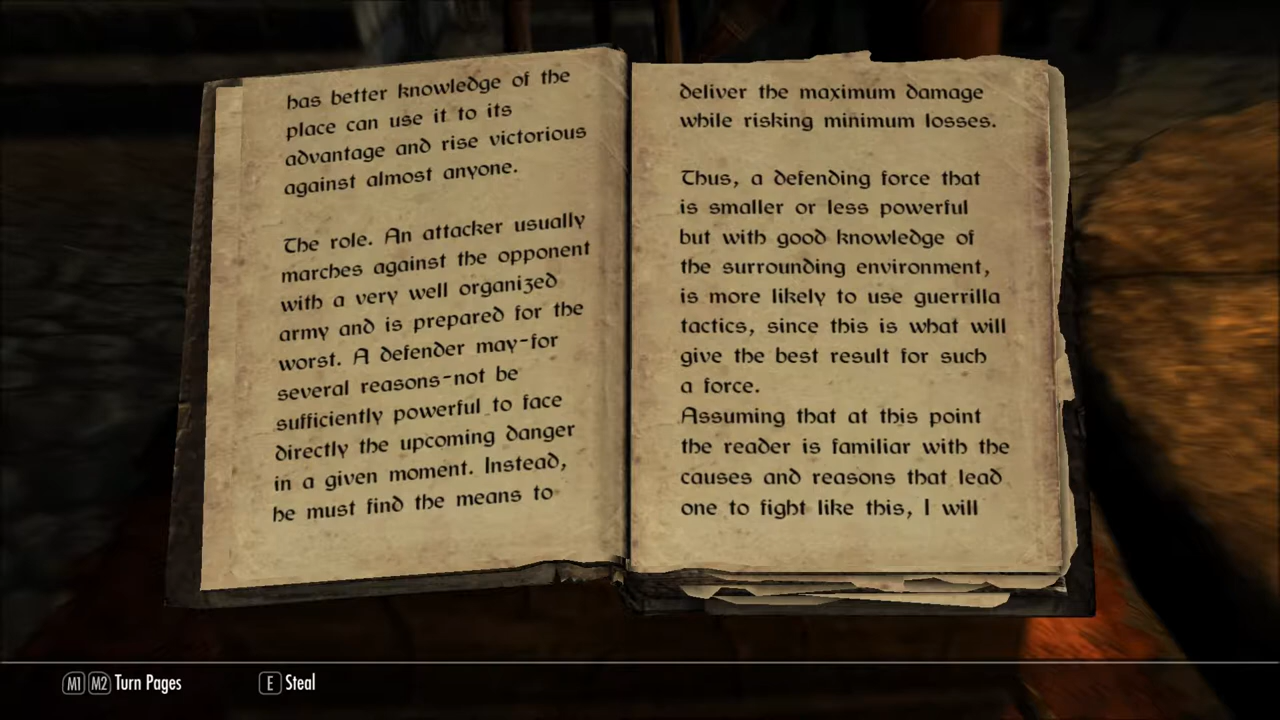 has better knowledge of the
place can use it to its
advantage and rise victorious
against almost anyone.
The role. An attacker usually
marches against the opponent
with a very well organized
army and is prepared for the
worst. A defender may-for
several reasons-not be
sufficiently powerful to face
directly the upcoming danger
in a given moment. Instead,
he must find the means to
deliver the maximum damage
while risking minimum losses.
Thus, a defending force that
is smaller or less powerful
but with good knowledge of
the surrounding environment,
is more likely to use guerrilla
tactics, since this is what will
give the best result for such
a force.
Assuming that at this point
the reader is familiar with the
causes and reasons that lead
one to fight like this, I will
M1 M2 Turn Pages E Steal